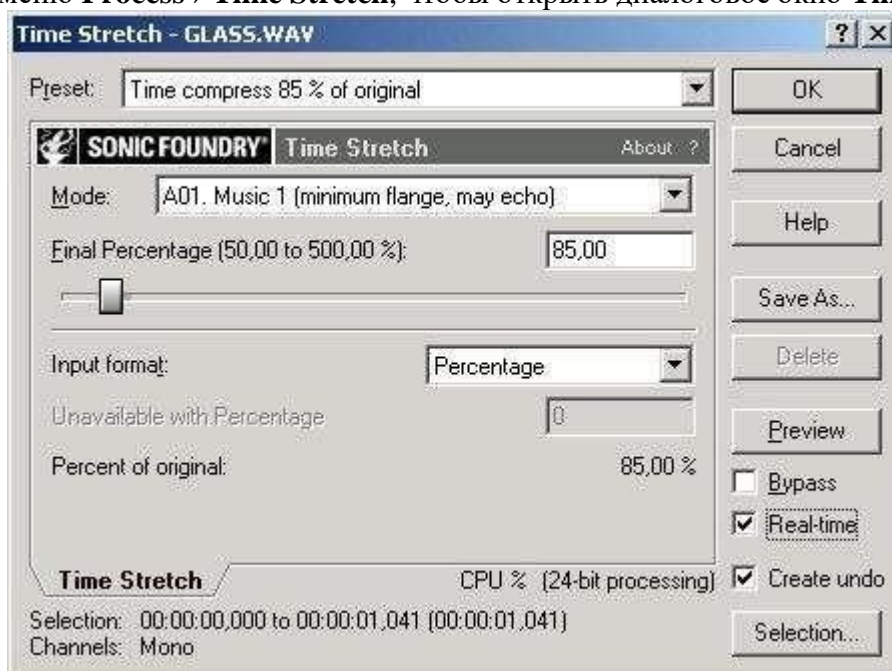 меню Process / Time Stretch, чтобы открыть диалоговое окно
Time Stretch - GLASS.WAV
Preset: Time compress 85 % of original
OK
SONIC FOUNDRY Time Stretch About ?
Cancel
Mode: A01. Music 1 (minimum flange, may echo)
Help
Final Percentage (50,00 to 500,00 %): 85,00
Save As...
Input format: Percentage
Delete
Unavailable with Percentage 0
Preview
Percent of original: 85,00 %
Bypass
Real-time
Time Stretch CPU % (24-bit processing)
Create undo
Selection: 00:00:00,000 to 00:00:01,041 (00:00:01,041)
Channels: Mono
Selection...